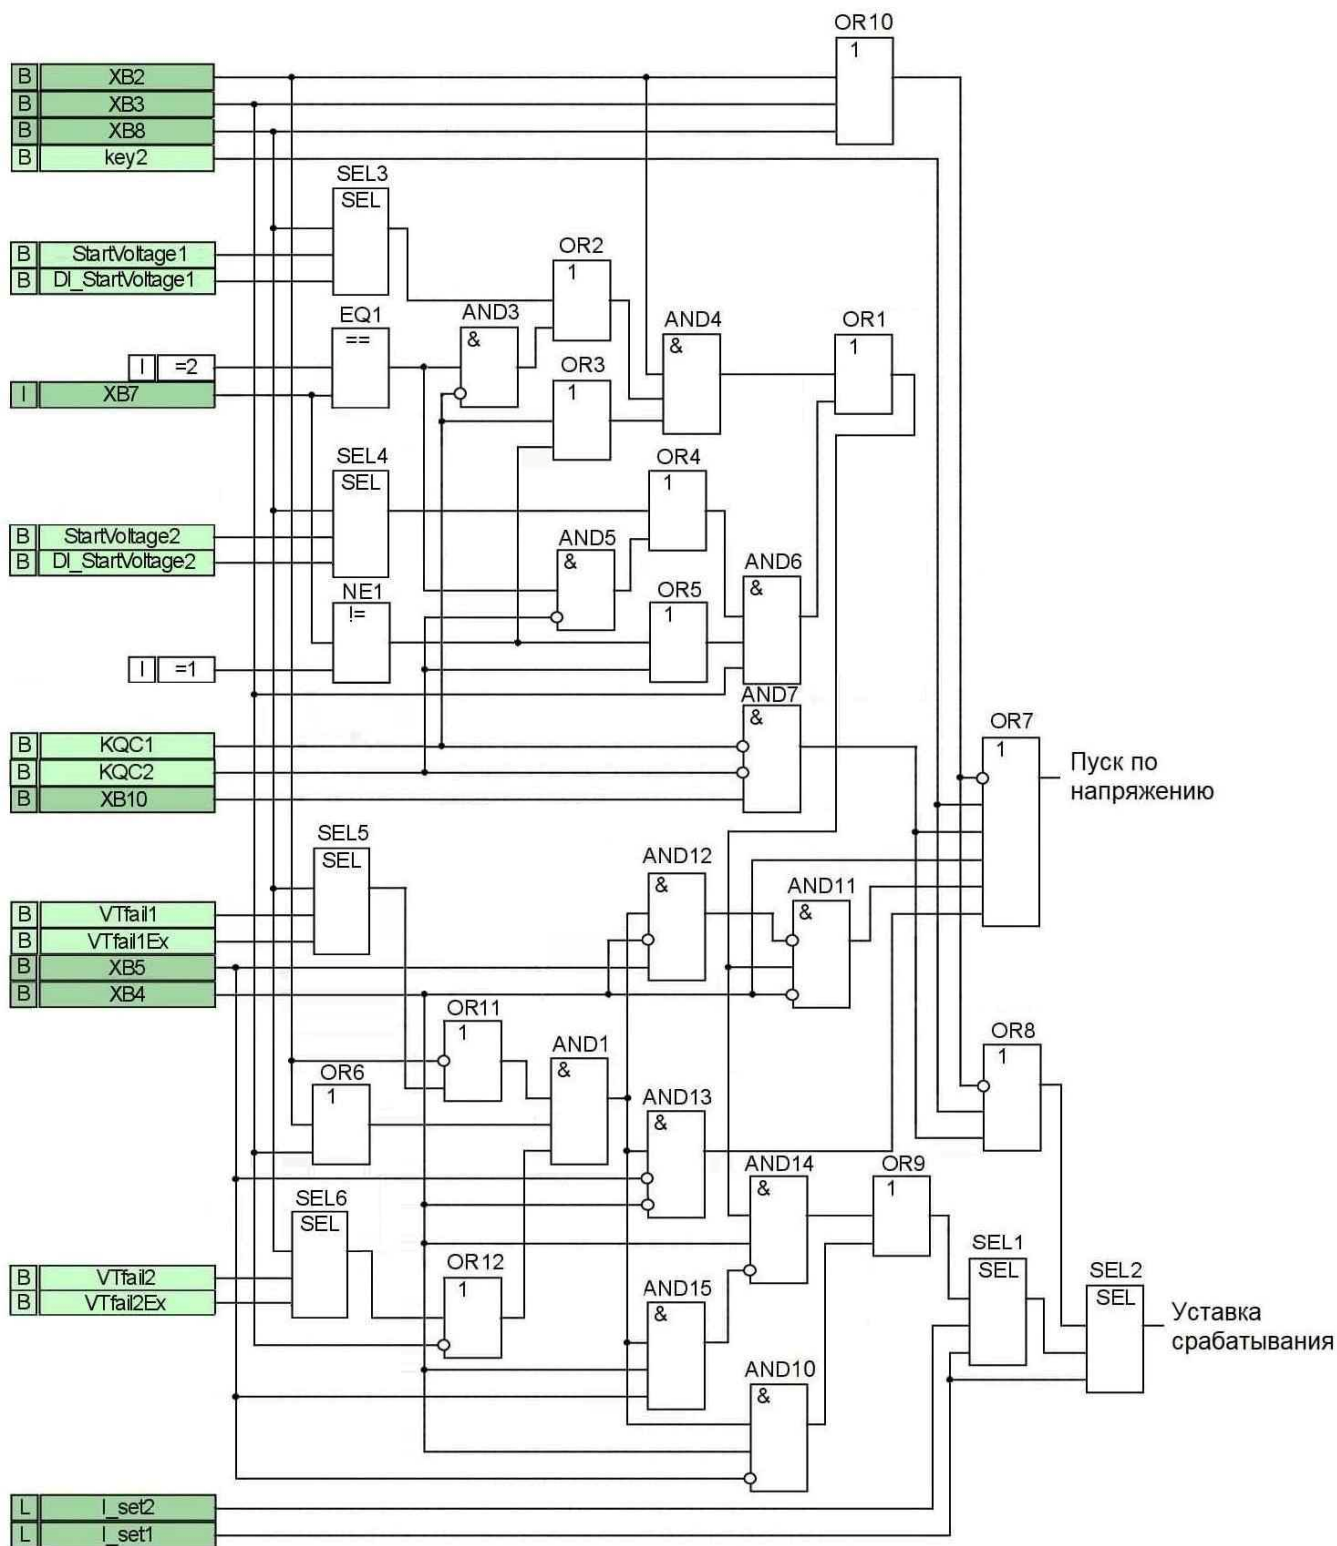 OR10
1
B XB2
B XB3
B XB8
B key2
SEL3
SEL
B StartVoltage1
B DI_StartVoltage1
OR2
1
EQ1
==
AND3
&
AND4
&
OR1
1
I =2
I XB7
OR3
1
SEL4
SEL
OR4
1
B StartVoltage2
B DI_StartVoltage2
AND5
&
AND6
&
NE1
!=
OR5
1
I =1
AND7
&
OR7
1
Пуск по
напряжению
B KQC1
B KQC2
B XB10
SEL5
SEL
AND12
&
AND11
&
B VTfail1
B VTfail1Ex
B XB5
B XB4
OR11
1
OR8
1
AND1
&
OR6
1
AND13
&
AND14
&
OR9
1
SEL6
SEL
OR12
1
SEL1
SEL
SEL2
SEL
B VTfail2
B VTfail2Ex
AND15
&
Уставка
срабатывания
AND10
&
L I_set2
L I_set1